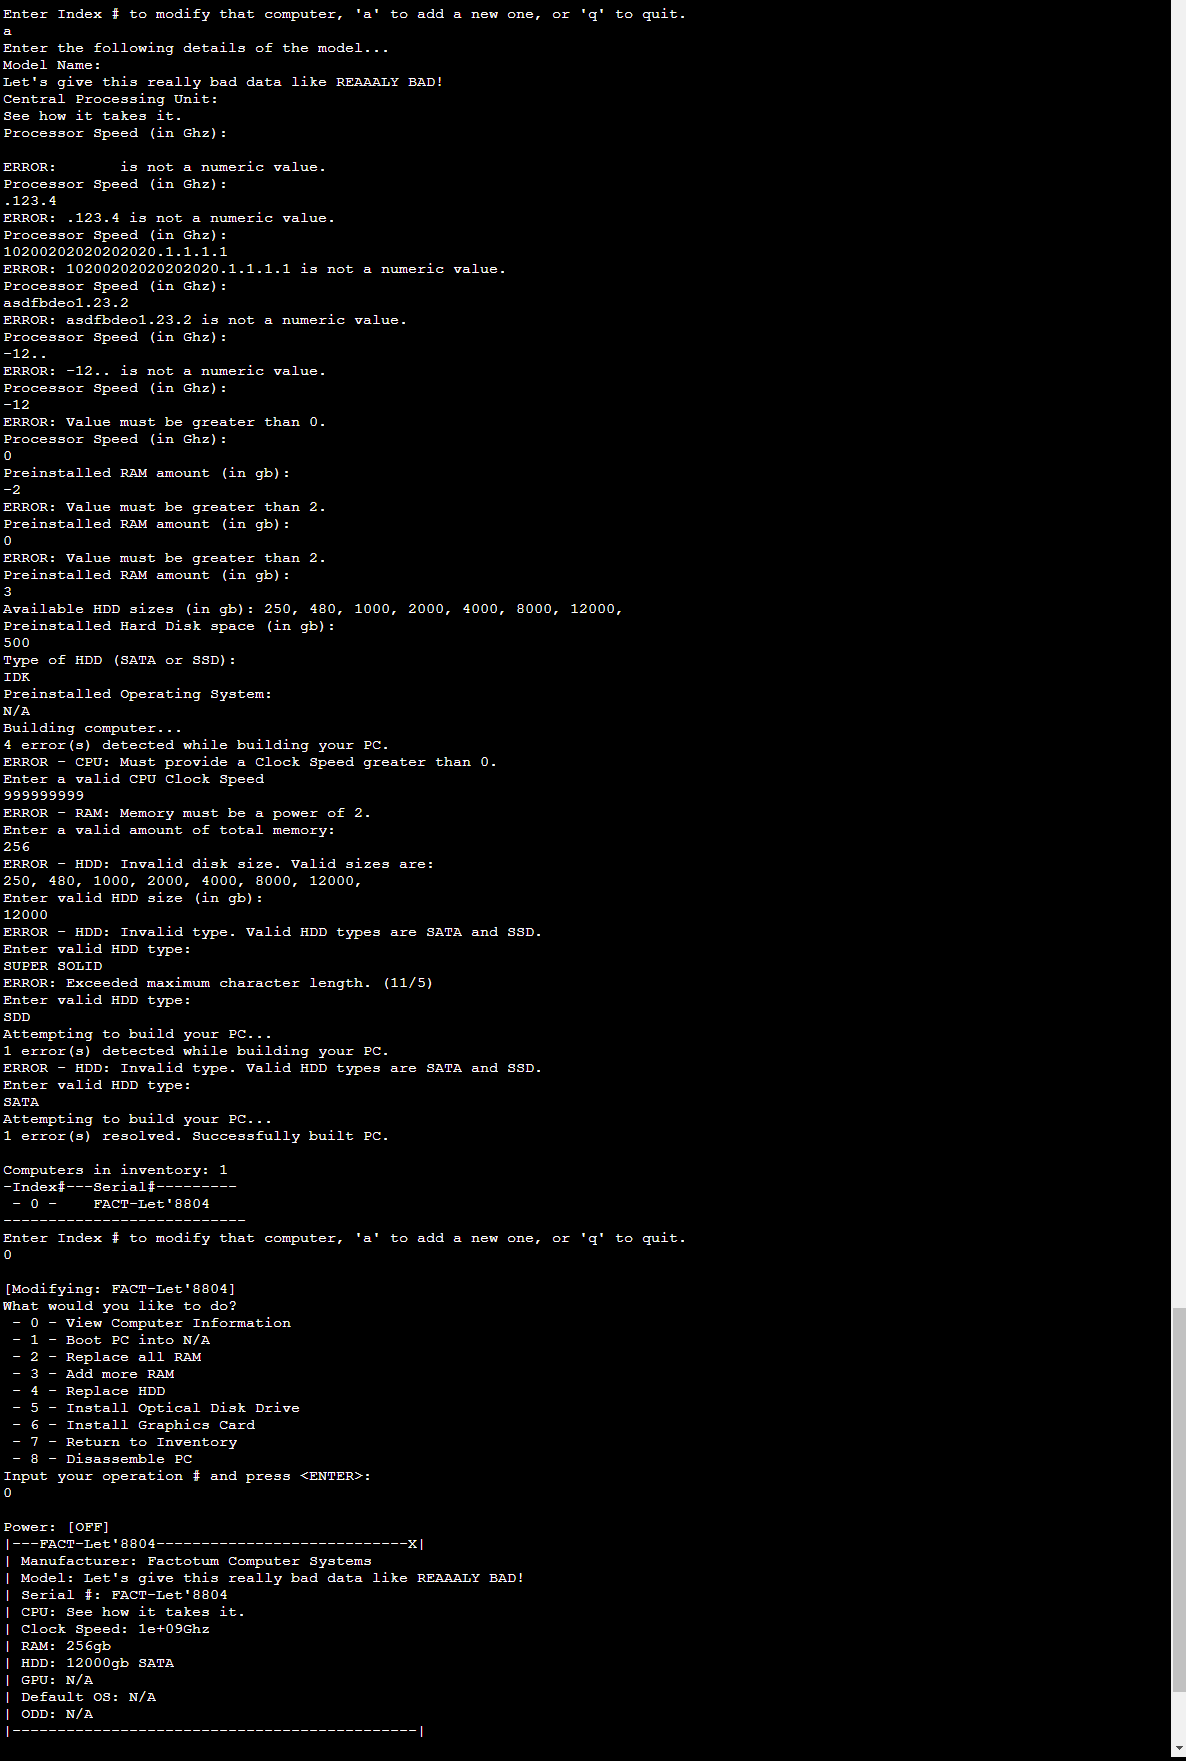 Enter Index # to modify that computer, 'a' to add a new one, or 'q' to quit.
a
Enter the following details of the model...
Model Name:
Let's give this really bad data like REAAALY BAD!
Central Processing Unit:
See how it takes it.
Processor Speed (in Ghz):
ERROR:       is not a numeric value.
Processor Speed (in Ghz):
.123.4
ERROR: .123.4 is not a numeric value.
Processor Speed (in Ghz):
10200202020202020.1.1.1.1
ERROR: 10200202020202020.1.1.1.1 is not a numeric value.
Processor Speed (in Ghz):
asdfbdeo1.23.2
ERROR: asdfbdeo1.23.2 is not a numeric value.
Processor Speed (in Ghz):
-12..
ERROR: -12.. is not a numeric value.
Processor Speed (in Ghz):
-12
ERROR: Value must be greater than 0.
Processor Speed (in Ghz):
0
Preinstalled RAM amount (in gb):
-2
ERROR: Value must be greater than 2.
Preinstalled RAM amount (in gb):
0
ERROR: Value must be greater than 2.
Preinstalled RAM amount (in gb):
3
Available HDD sizes (in gb): 250, 480, 1000, 2000, 4000, 8000, 12000,
Preinstalled Hard Disk space (in gb):
500
Type of HDD (SATA or SSD):
IDK
Preinstalled Operating System:
N/A
Building computer...
4 error(s) detected while building your PC.
ERROR - CPU: Must provide a Clock Speed greater than 0.
Enter a valid CPU Clock Speed
999999999
ERROR - RAM: Memory must be a power of 2.
Enter a valid amount of total memory:
256
ERROR - HDD: Invalid disk size. Valid sizes are:
250, 480, 1000, 2000, 4000, 8000, 12000,
Enter valid HDD size (in gb):
12000
ERROR - HDD: Invalid type. Valid HDD types are SATA and SSD.
Enter valid HDD type:
SUPER SOLID
ERROR: Exceeded maximum character length. (11/5)
Enter valid HDD type:
SDD
Attempting to build your PC...
1 error(s) detected while building your PC.
ERROR - HDD: Invalid type. Valid HDD types are SATA and SSD.
Enter valid HDD type:
SATA
Attempting to build your PC...
1 error(s) resolved. Successfully built PC.
Computers in inventory: 1
-Index#---Serial#---------
 - 0 -    FACT-Let'8804
---------------------------
Enter Index # to modify that computer, 'a' to add a new one, or 'q' to quit.
0
[Modifying: FACT-Let'8804]
What would you like to do?
 - 0 - View Computer Information
 - 1 - Boot PC into N/A
 - 2 - Replace all RAM
 - 3 - Add more RAM
 - 4 - Replace HDD
 - 5 - Install Optical Disk Drive
 - 6 - Install Graphics Card
 - 7 - Return to Inventory
 - 8 - Disassemble PC
Input your operation # and press <ENTER>:
0
Power: [OFF]
|---FACT-Let'8804----------------------------X|
| Manufacturer: Factotum Computer Systems
| Model: Let's give this really bad data like REAAALY BAD!
| Serial #: FACT-Let'8804
| CPU: See how it takes it.
| Clock Speed: 1e+09Ghz
| RAM: 256gb
| HDD: 12000gb SATA
| GPU: N/A
| Default OS: N/A
| ODD: N/A
|---------------------------------------------|